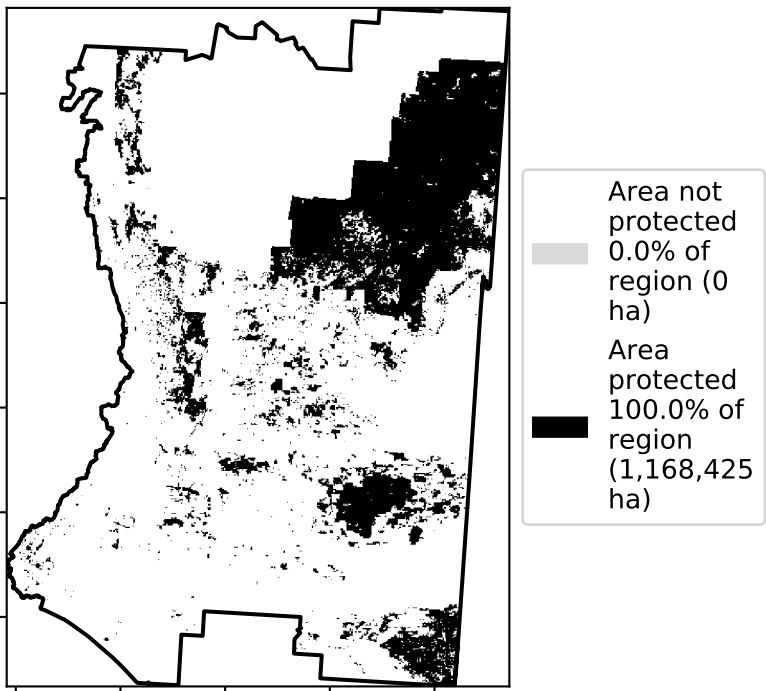 Area not
protected
0.0% of
region (0
ha)
Area
protected
100.0% of
region
(1,168,425
ha)